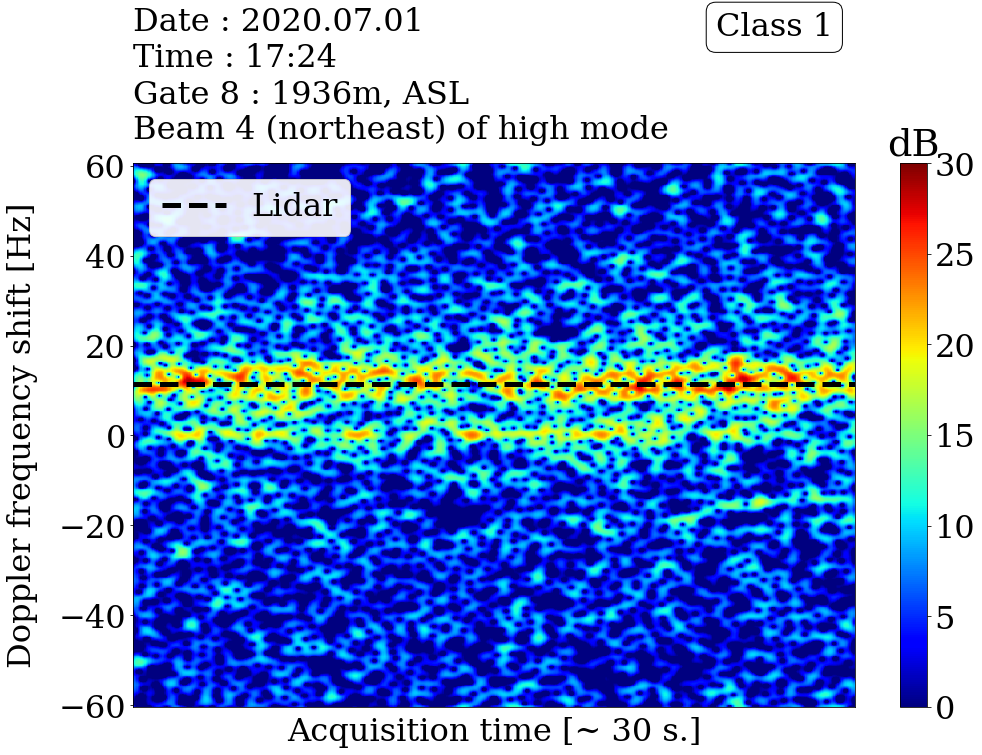 Date : 2020.07.01
Time : 17:24
Gate 8 : 1936m, ASL
Beam 4 (northeast) of high mode
Class 1
dB
Lidar
Doppler frequency shift [Hz]
60
40
20
0
−20
−40
−60
Acquisition time [~ 30 s.]
30
25
20
15
10
5
0